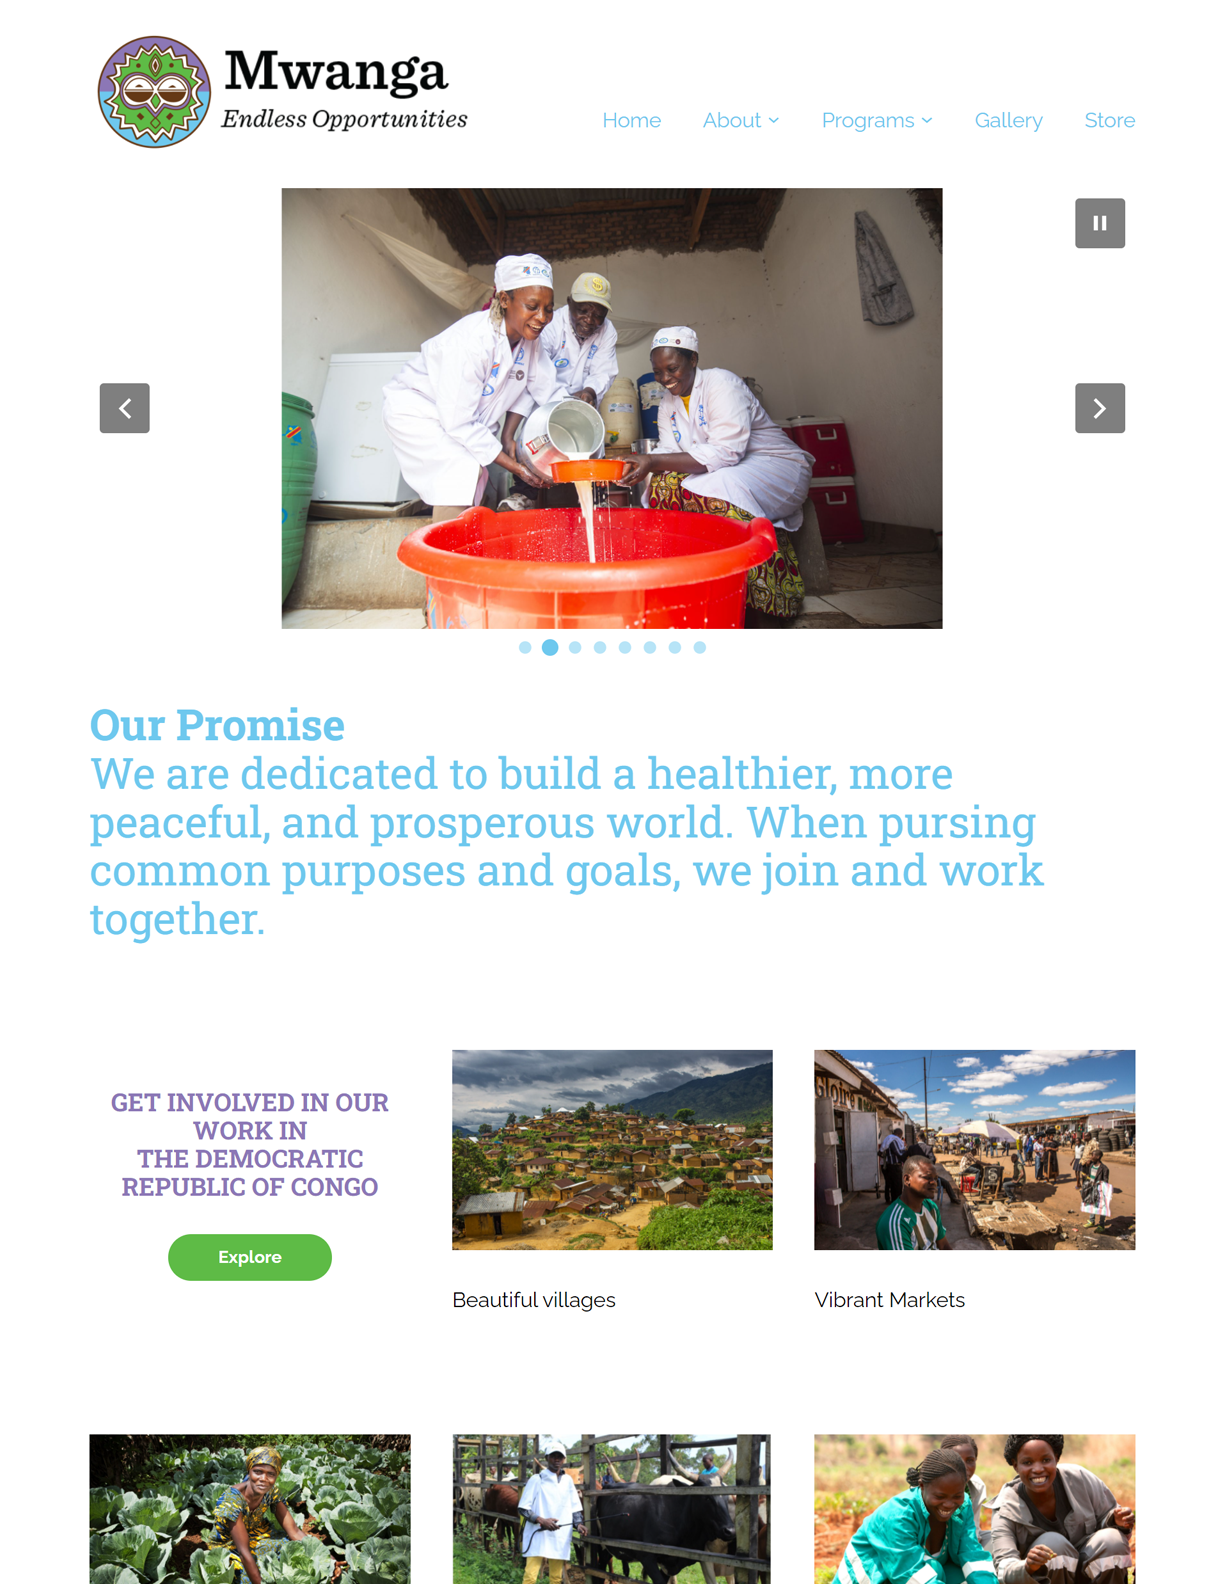 Mwanga
Endless Opportunities
Home
About
Programs
Gallery
Store
Our Promise
We are dedicated to build a healthier, more
peaceful, and prosperous world. When pursing
common purposes and goals, we join and work
together.
GET INVOLVED IN OUR
WORK IN
THE DEMOCRATIC
REPUBLIC OF CONGO
Explore
Gloire
Beautiful villages
Vibrant Markets